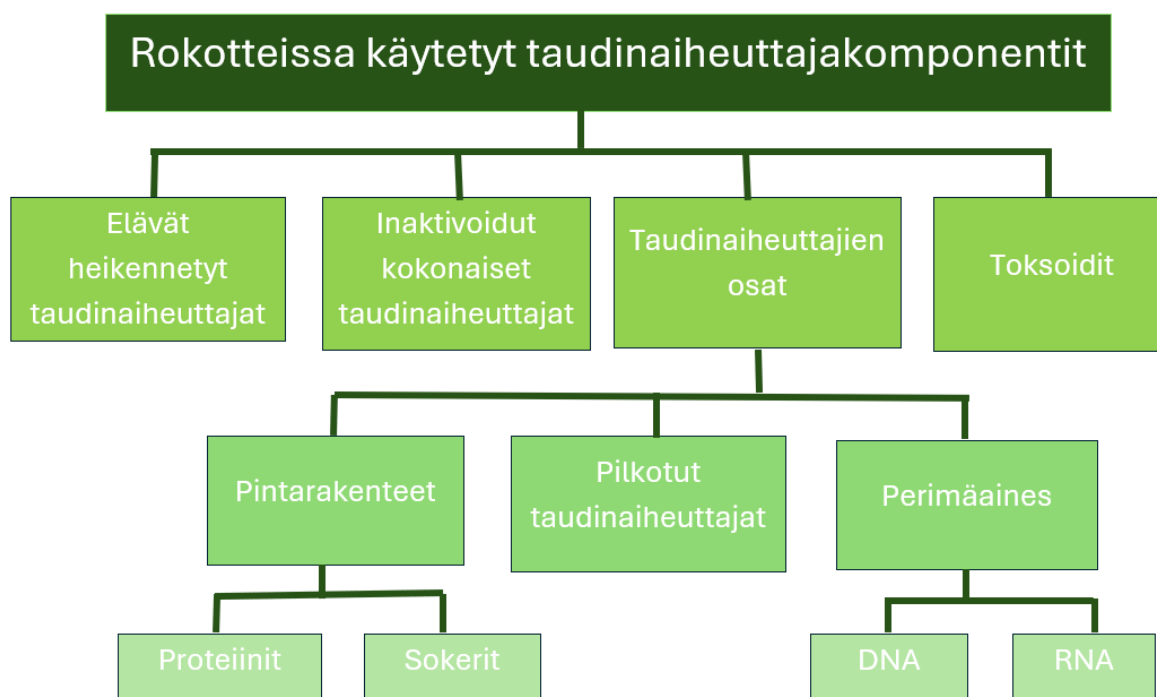 Rokotteissa käytetyt taudinaiheuttajakomponentit
Elävät
heikennetyt
taudinaiheuttajat
Inaktivoidut
kokonaiset
taudinaiheuttajat
Taudinaiheuttajien
osat
Toksoidit
Pintarakenteet
Pilkotut
taudinaiheuttajat
Perimäaines
Proteiinit
Sokerit
DNA
RNA